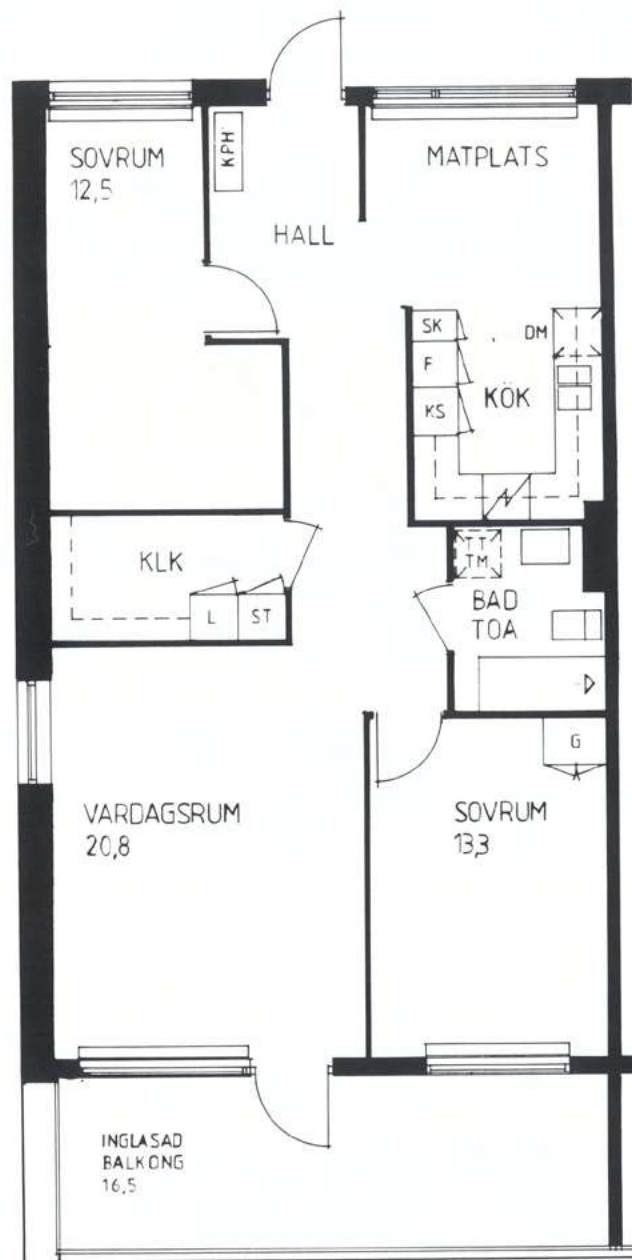 SOVRUM
12,5
KPH
MATPLATS
HALL
SK
DM
F
KS
KÖK
KLK
TT
TM
BAD
TOA
L
ST
G
VARDAGSRUM
20,8
SOVRUM
13,3
INGLASAD
BALKONG
16,5